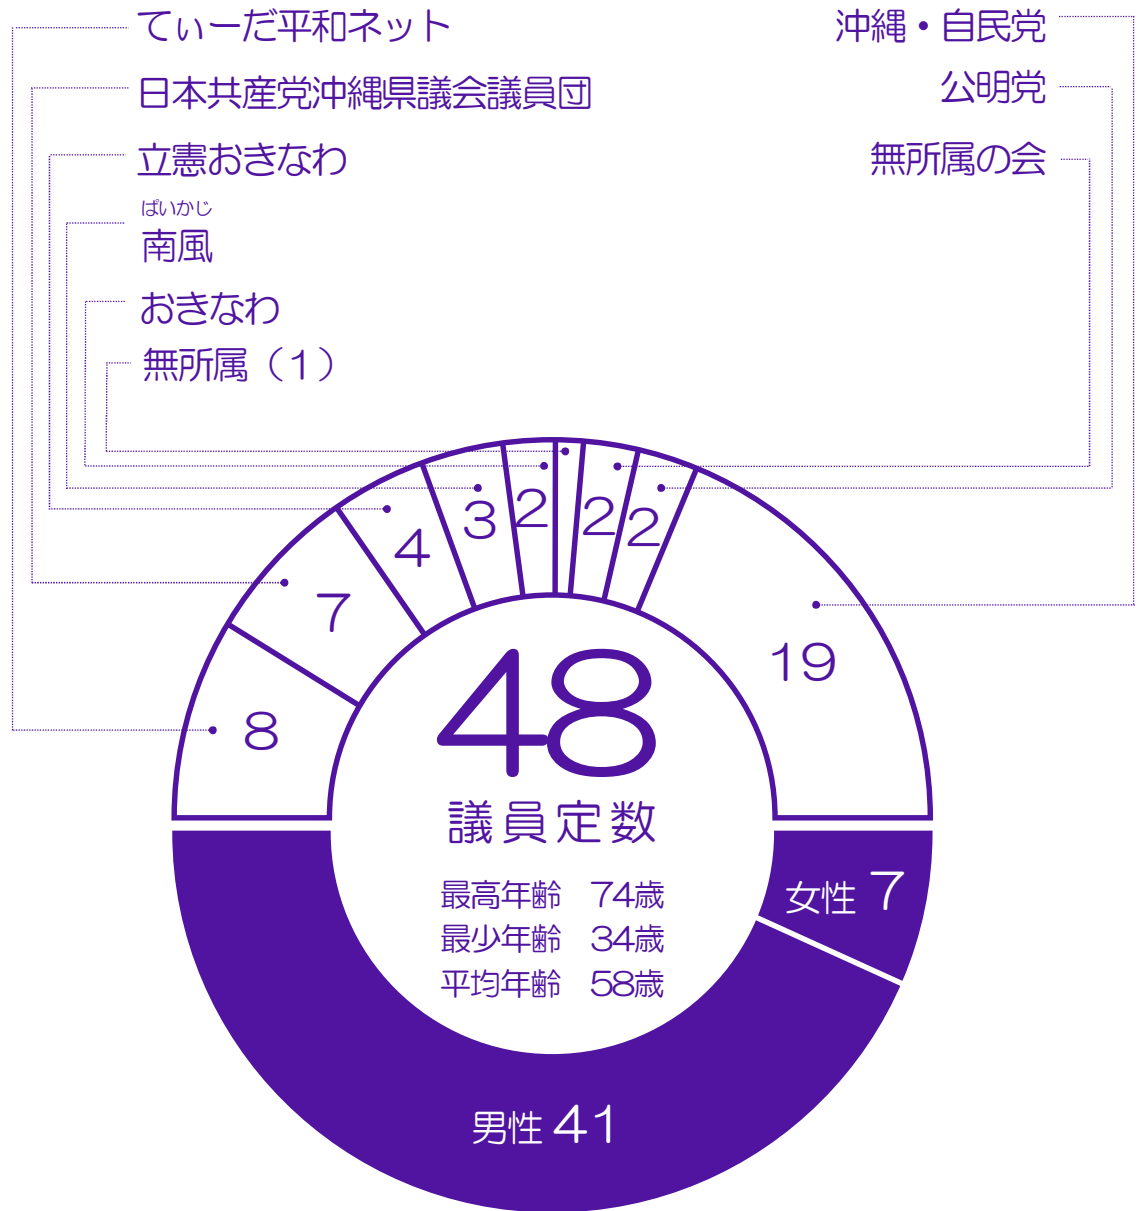 てぃーだ平和ネット
日本共産党沖縄県議会議員団
立憲おきなわ
ぱいかじ
南風
おきなわ
無所属（1）
沖縄・自民党
公明党
無所属の会
8
7
4
3
2
2
2
19
48
議員定数
最高年齢　74歳
最少年齢　34歳
平均年齢　58歳
女性 7
男性 41